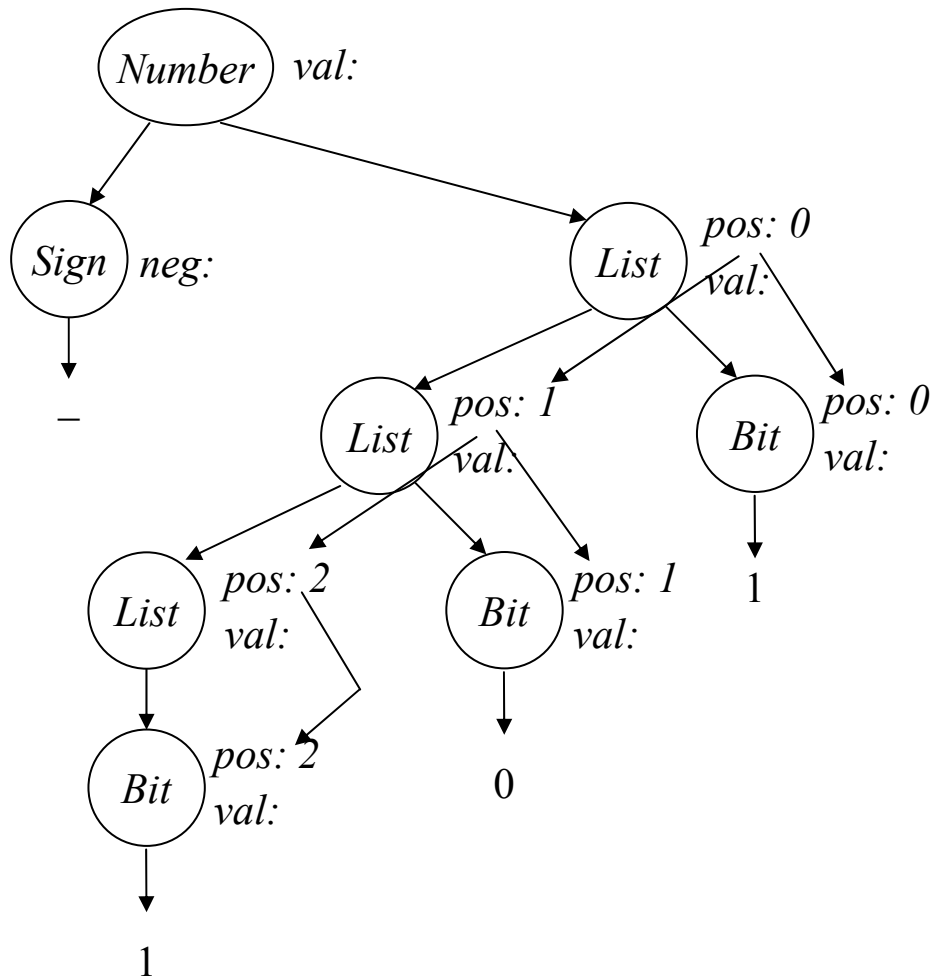 Number val:
Sign neg:
List pos: 0
val:
–
List pos: 1
val:
Bit pos: 0
val:
List pos: 2
val:
Bit pos: 1
val:
1
Bit pos: 2
val:
0
1